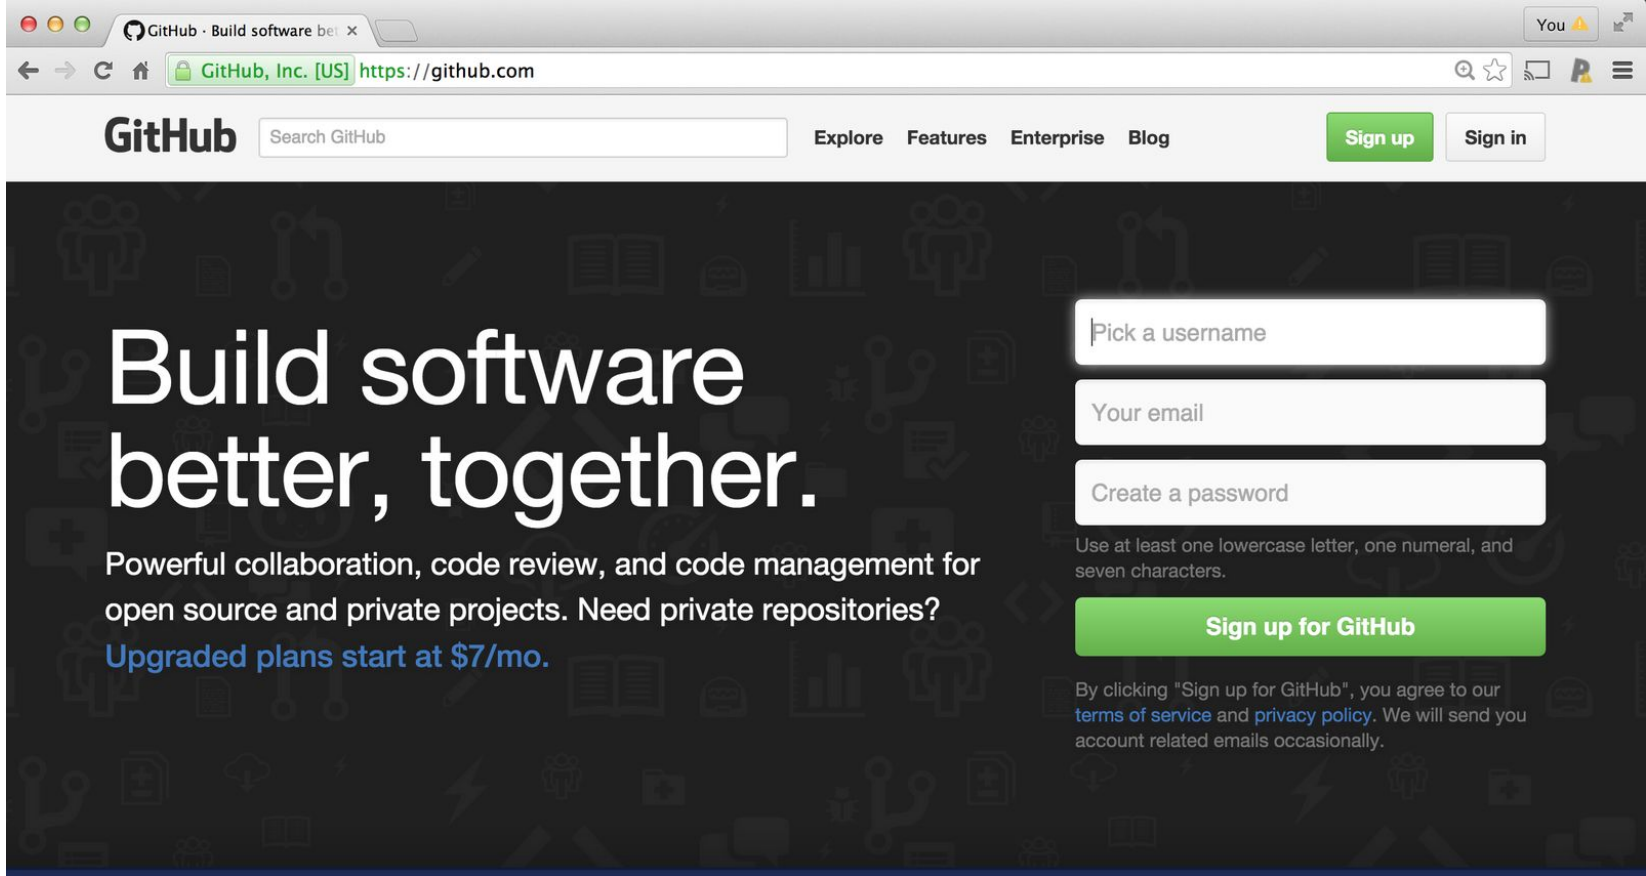 GitHub · Build software bet
You
GitHub, Inc. [US] https://github.com
GitHub
Search GitHub
Explore Features Enterprise Blog
Sign up
Sign in
Build software
better, together.
Powerful collaboration, code review, and code management for
open source and private projects. Need private repositories?
Upgraded plans start at $7/mo.
Pick a username
Your email
Create a password
Use at least one lowercase letter, one numeral, and
seven characters.
Sign up for GitHub
By clicking "Sign up for GitHub", you agree to our
terms of service and privacy policy. We will send you
account related emails occasionally.